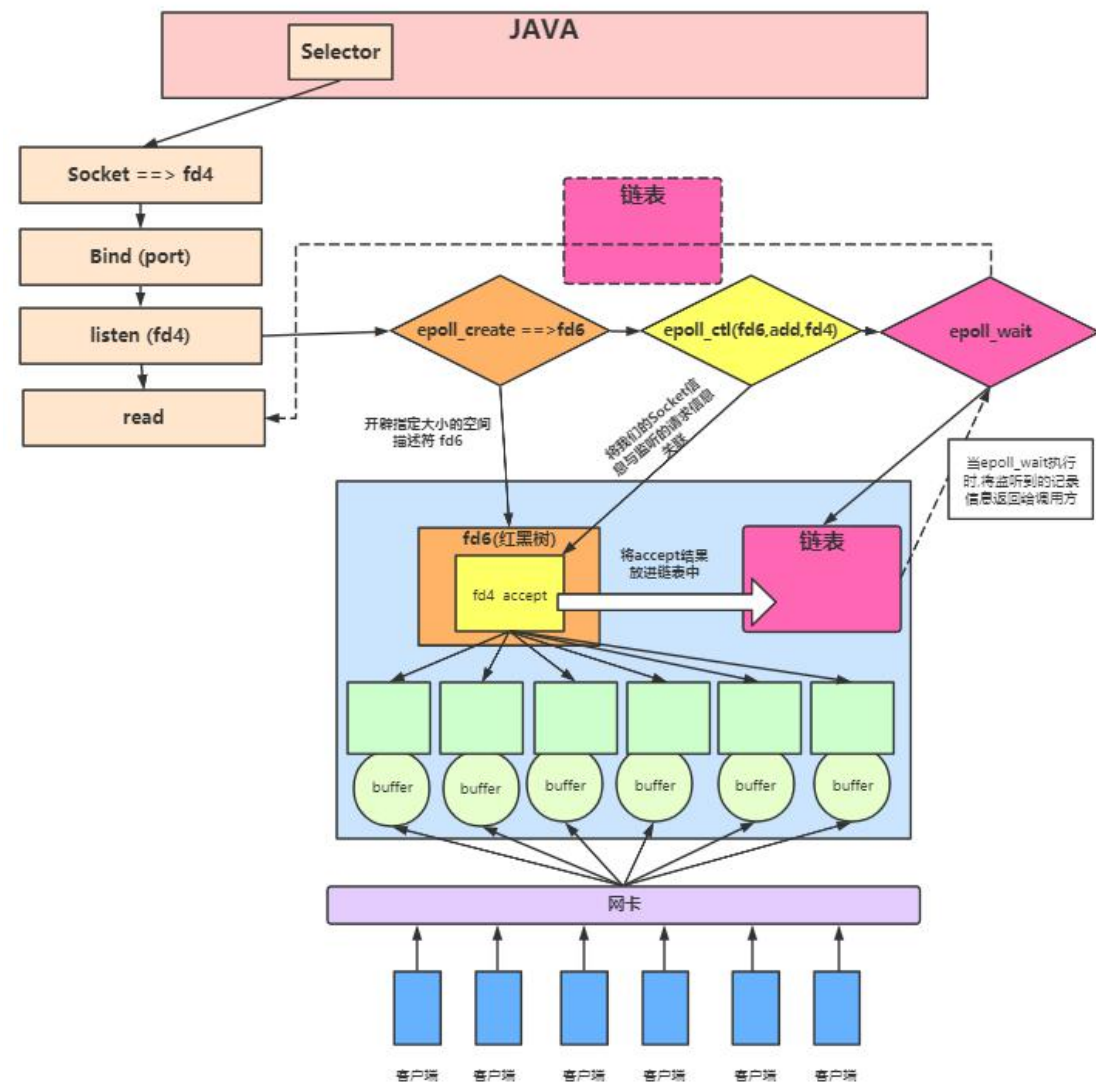 JAVA
Selector
Socket ==> fd4
Bind (port)
listen (fd4)
read
链表
epoll_create ==>fd6
epoll_ctl(fd6,add,fd4)
epoll_wait
开辟指定大小的空间
描述符 fd6
将我们的Socket信
息与监听的请求信息
关联
当epoll_wait执行
时,将监听到的记录
信息返回给调用方
fd6(红黑树)
fd4 accept
将accept结果
放进链表中
链表
buffer
buffer
buffer
buffer
buffer
buffer
网卡
客户端
客户端
客户端
客户端
客户端
客户端